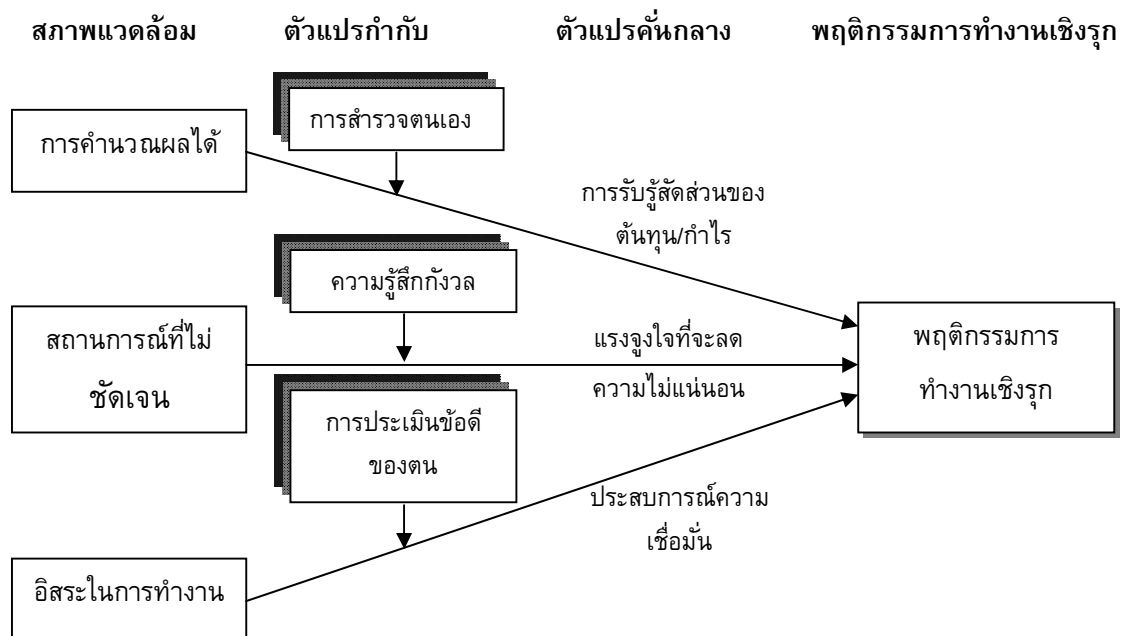 สภาพแวดล้อม ตัวแปรกำกับ ตัวแปรคั่นกลาง พฤติกรรมการทำงานเชิงรุก
การสำรวจตนเอง
การคำนวณผลได้
การรับรู้สัดส่วนของ
ต้นทุน/กำไร
ความรู้สึกกังวล
สถานการณ์ที่ไม่
ชัดเจน
แรงจูงใจที่จะลด
ความไม่แน่นอน
พฤติกรรมการ
ทำงานเชิงรุก
การประเมินข้อดี
ของตน
ประสบการณ์ความ
เชื่อมั่น
อิสระในการทำงาน